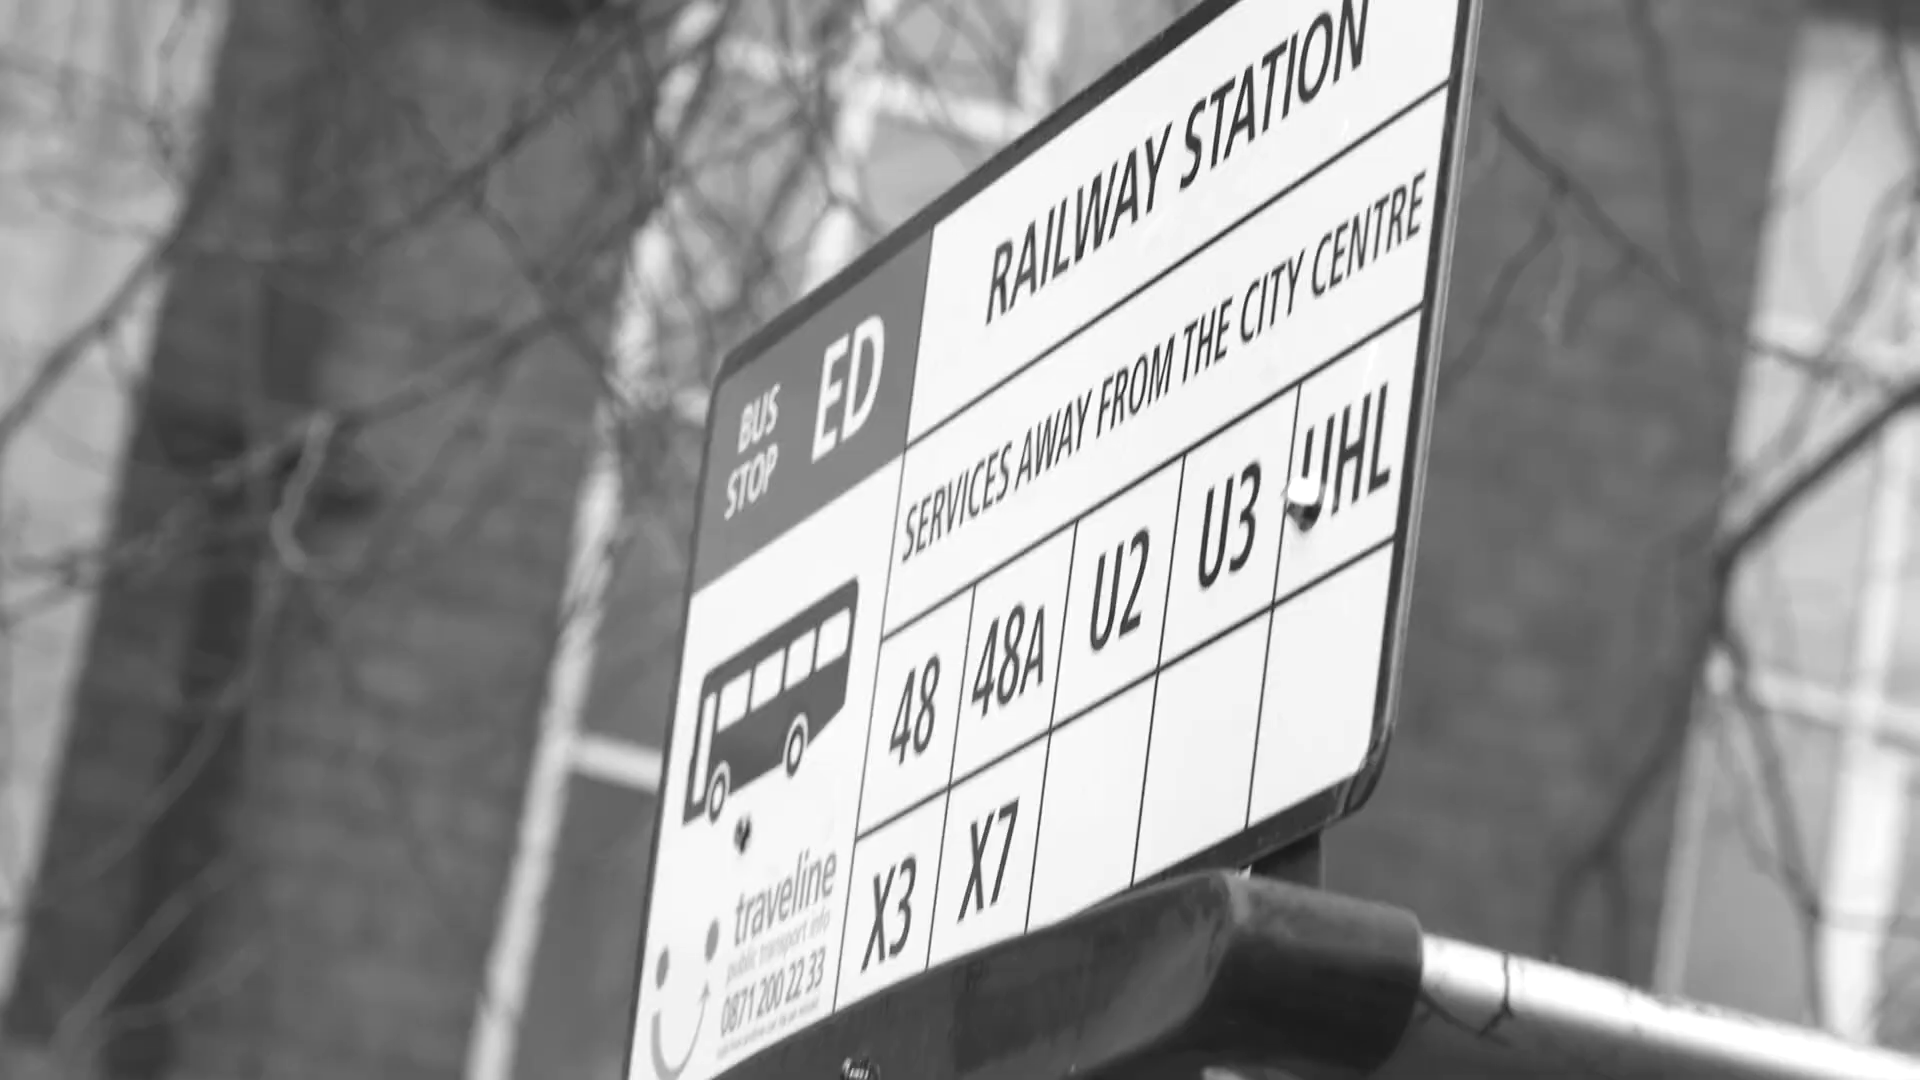 RAILWAY STATION
BUS STOP ED
SERVICES AWAY FROM THE CITY CENTRE
48 48A U2 U3 UHL
X3 X7
traveline
public transport info
0871 200 22 33